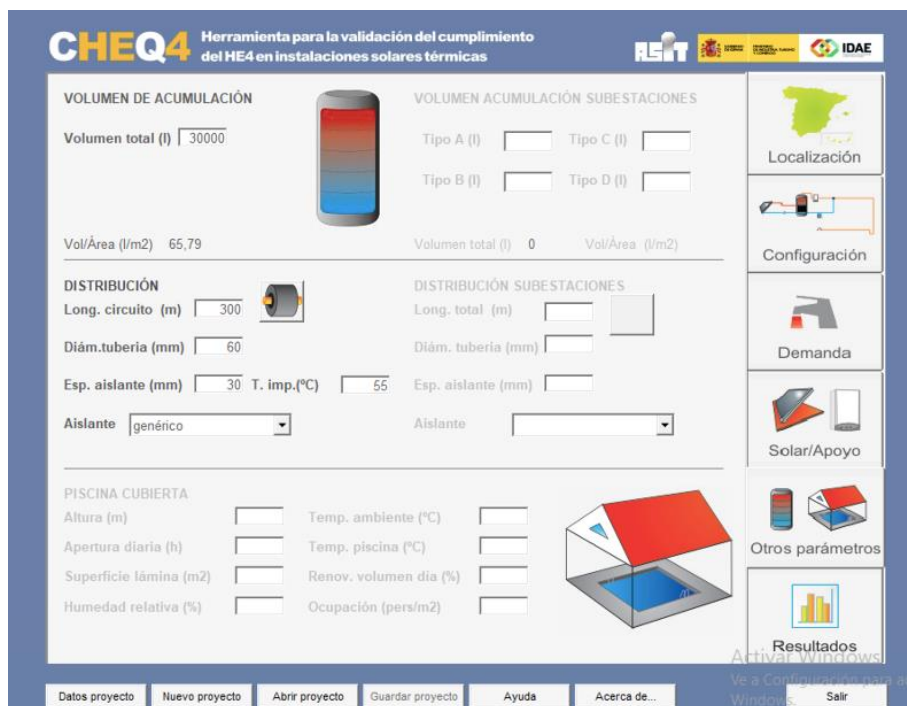 CHEQ4
Herramienta para la validación del cumplimiento
del HE4 en instalaciones solares térmicas
ASIT
IDAE
VOLUMEN DE ACUMULACIÓN
Volumen total (l) 30000
Vol/Àrea (l/m2) 65,79
VOLUMEN ACUMULACIÓN SUBESTACIONES
Tipo A (l) Tipo C (l)
Tipo B (l) Tipo D (l)
Volumen total (l) 0 Vol/Àrea (l/m2)
DISTRIBUCIÓN
Long. circuito (m) 300
Diám.tuberia (mm) 60
Esp. aislante (mm) 30 T. imp.(ºC) 55
Aislante genérico
DISTRIBUCIÓN SUBESTACIONES
Long. total (m)
Diám. tuberia (mm)
Esp. aislante (mm)
Aislante
PISCINA CUBIERTA
Altura (m) Temp. ambiente (ºC)
Apertura diaria (h) Temp. piscina (ºC)
Superficie lámina (m2) Renov. volumen día (%)
Humedad relativa (%) Ocupación (pers/m2)
Localización
Configuración
Demanda
Solar/Apoyo
Otros parámetros
Resultados
Activar Windows
Ve a Configuración para a
Windows.
Datos proyecto Nuevo proyecto Abrir proyecto Guardar proyecto Ayuda Acerca de... Salir